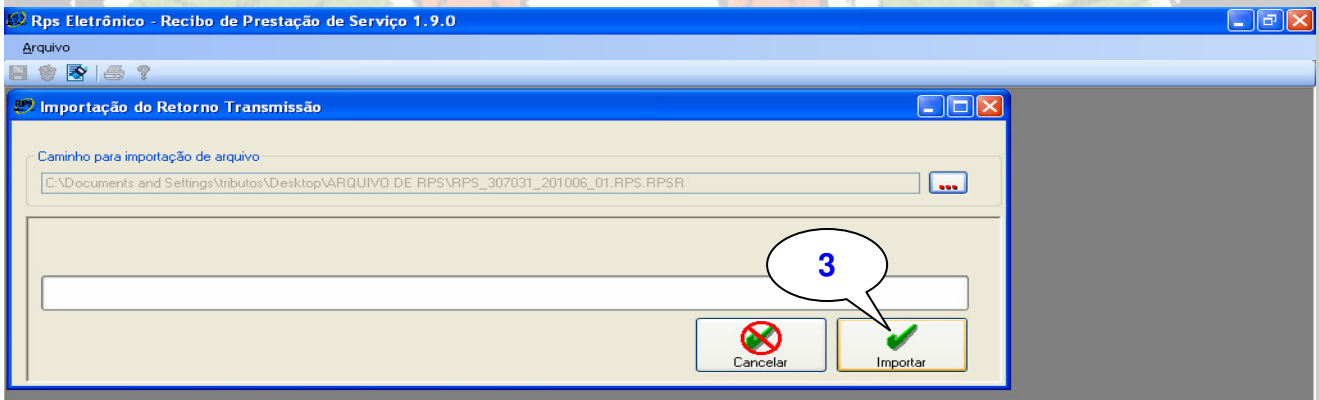 Rps Eletrônico - Recibo de Prestação de Serviço 1.9.0
Arquivo
Importação do Retorno Transmissão
Caminho para importação de arquivo
C:\Documents and Settings\tributos\Desktop\ARQUIVO DE RPS\RPS_307031_201006_01.RPS.RPSR
...
3
Cancelar
Importar